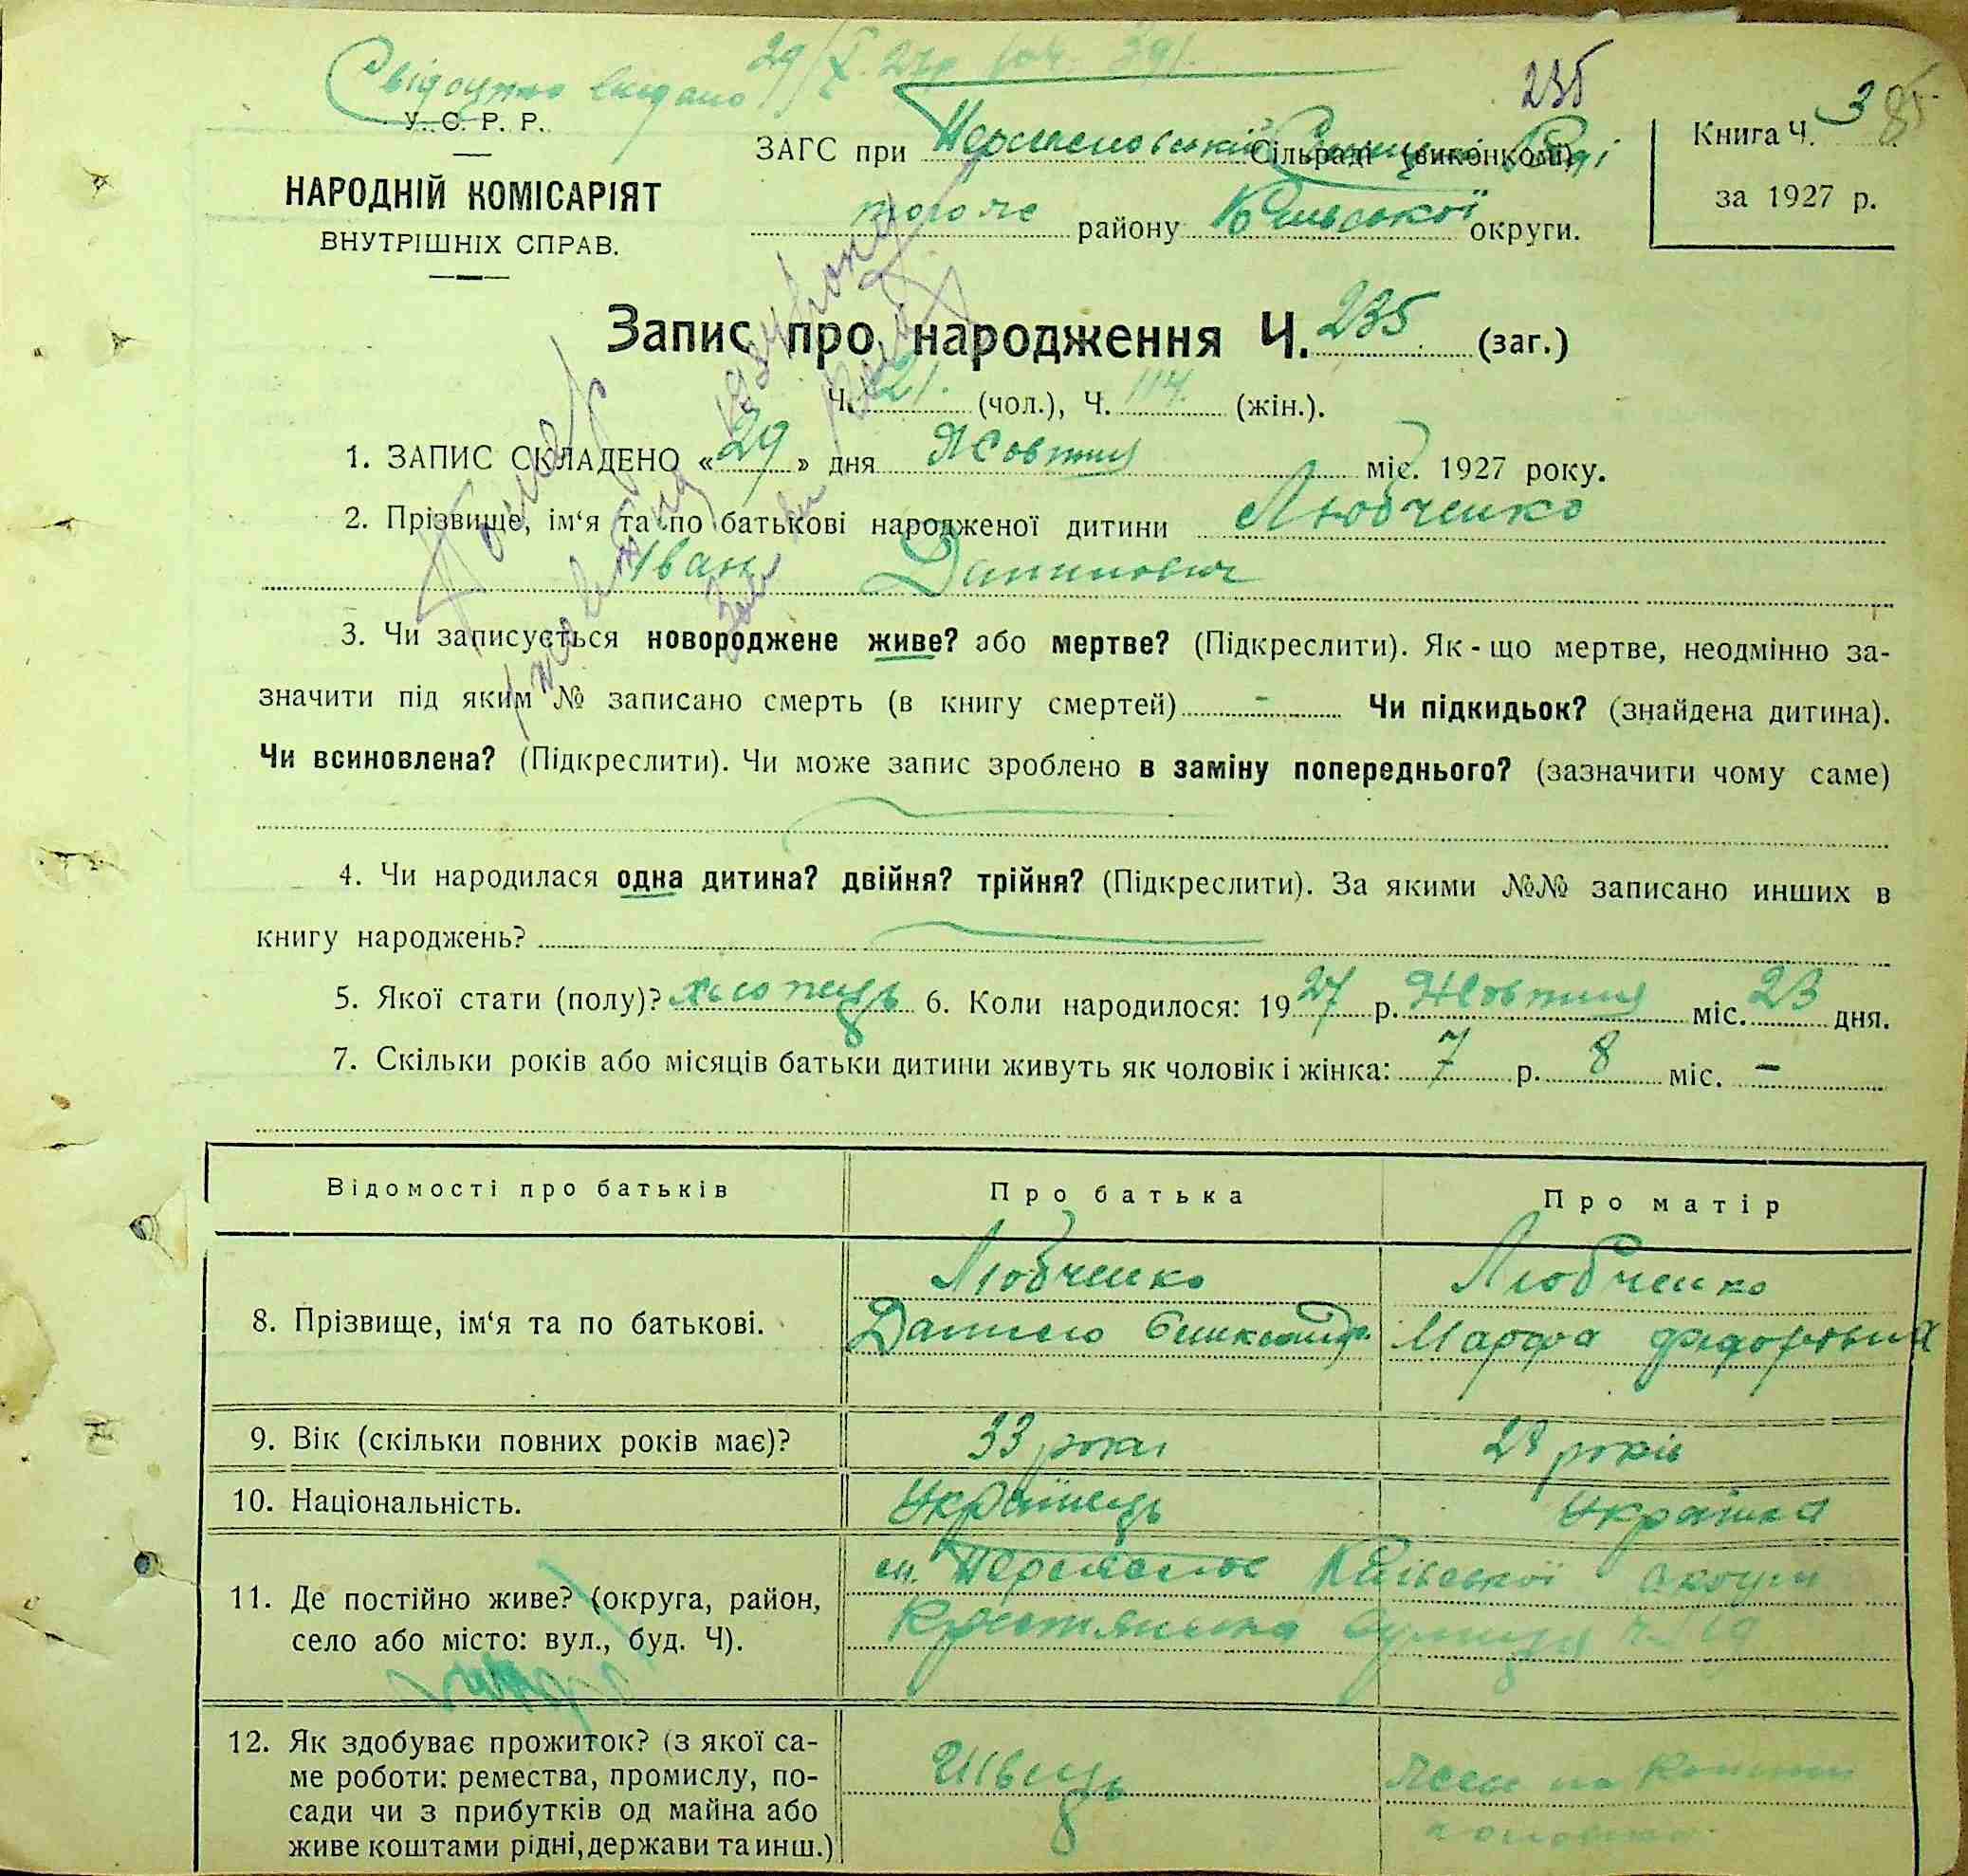 Свідоцтво видано 29/X 27р. 391.
235
У. С. Р. Р.
НАРОДНІЙ КОМІСАРІЯТ
ВНУТРІШНІХ СПРАВ.
ЗАГС при Сільраді (виконкомі)
того ж району Київської округи.
Книга Ч. 3
за 1927 р.
Запис про народження Ч. 235 (заг.)
Ч. 121. (чол.), Ч. 114. (жін.).
1. ЗАПИС СКЛАДЕНО «29» дня Жовтня міс. 1927 року.
2. Прізвище, ім‘я та по батькові народженої дитини Любченко
Іван Данилович
3. Чи записується новороджене живе? або мертве? (Підкреслити). Як-що мертве, неодмінно за-
значити під яким № записано смерть (в книгу смертей) - Чи підкидьок? (знайдена дитина).
Чи всиновлена? (Підкреслити). Чи може запис зроблено в заміну попереднього? (зазначити чому саме)
4. Чи народилася одна дитина? двійня? трійня? (Підкреслити). За якими №№ записано инших в
книгу народжень?
5. Якої стати (полу)? хлопець 6. Коли народилося: 1927 р. Жовтня міс. 23 дня.
7. Скільки років або місяців батьки дитини живуть як чоловік і жінка: 7 р. 8 міс. –
Відомості про батьків Про батька Про матір
8. Прізвище, ім‘я та по батькові. Любченко Любченко
Данило Марфа Федоровна
9. Вік (скільки повних років має)? 33 роки 28 років
10. Національність. Українець Українка
11. Де постійно живе? (округа, район,
село або місто: вул., буд. Ч).
Київської округи
вулиця ч. 19
12. Як здобуває прожиток? (з якої са-
ме роботи: ремества, промислу, по-
сади чи з прибутків од майна або
живе коштами рідні, держави та инш.)
Швець